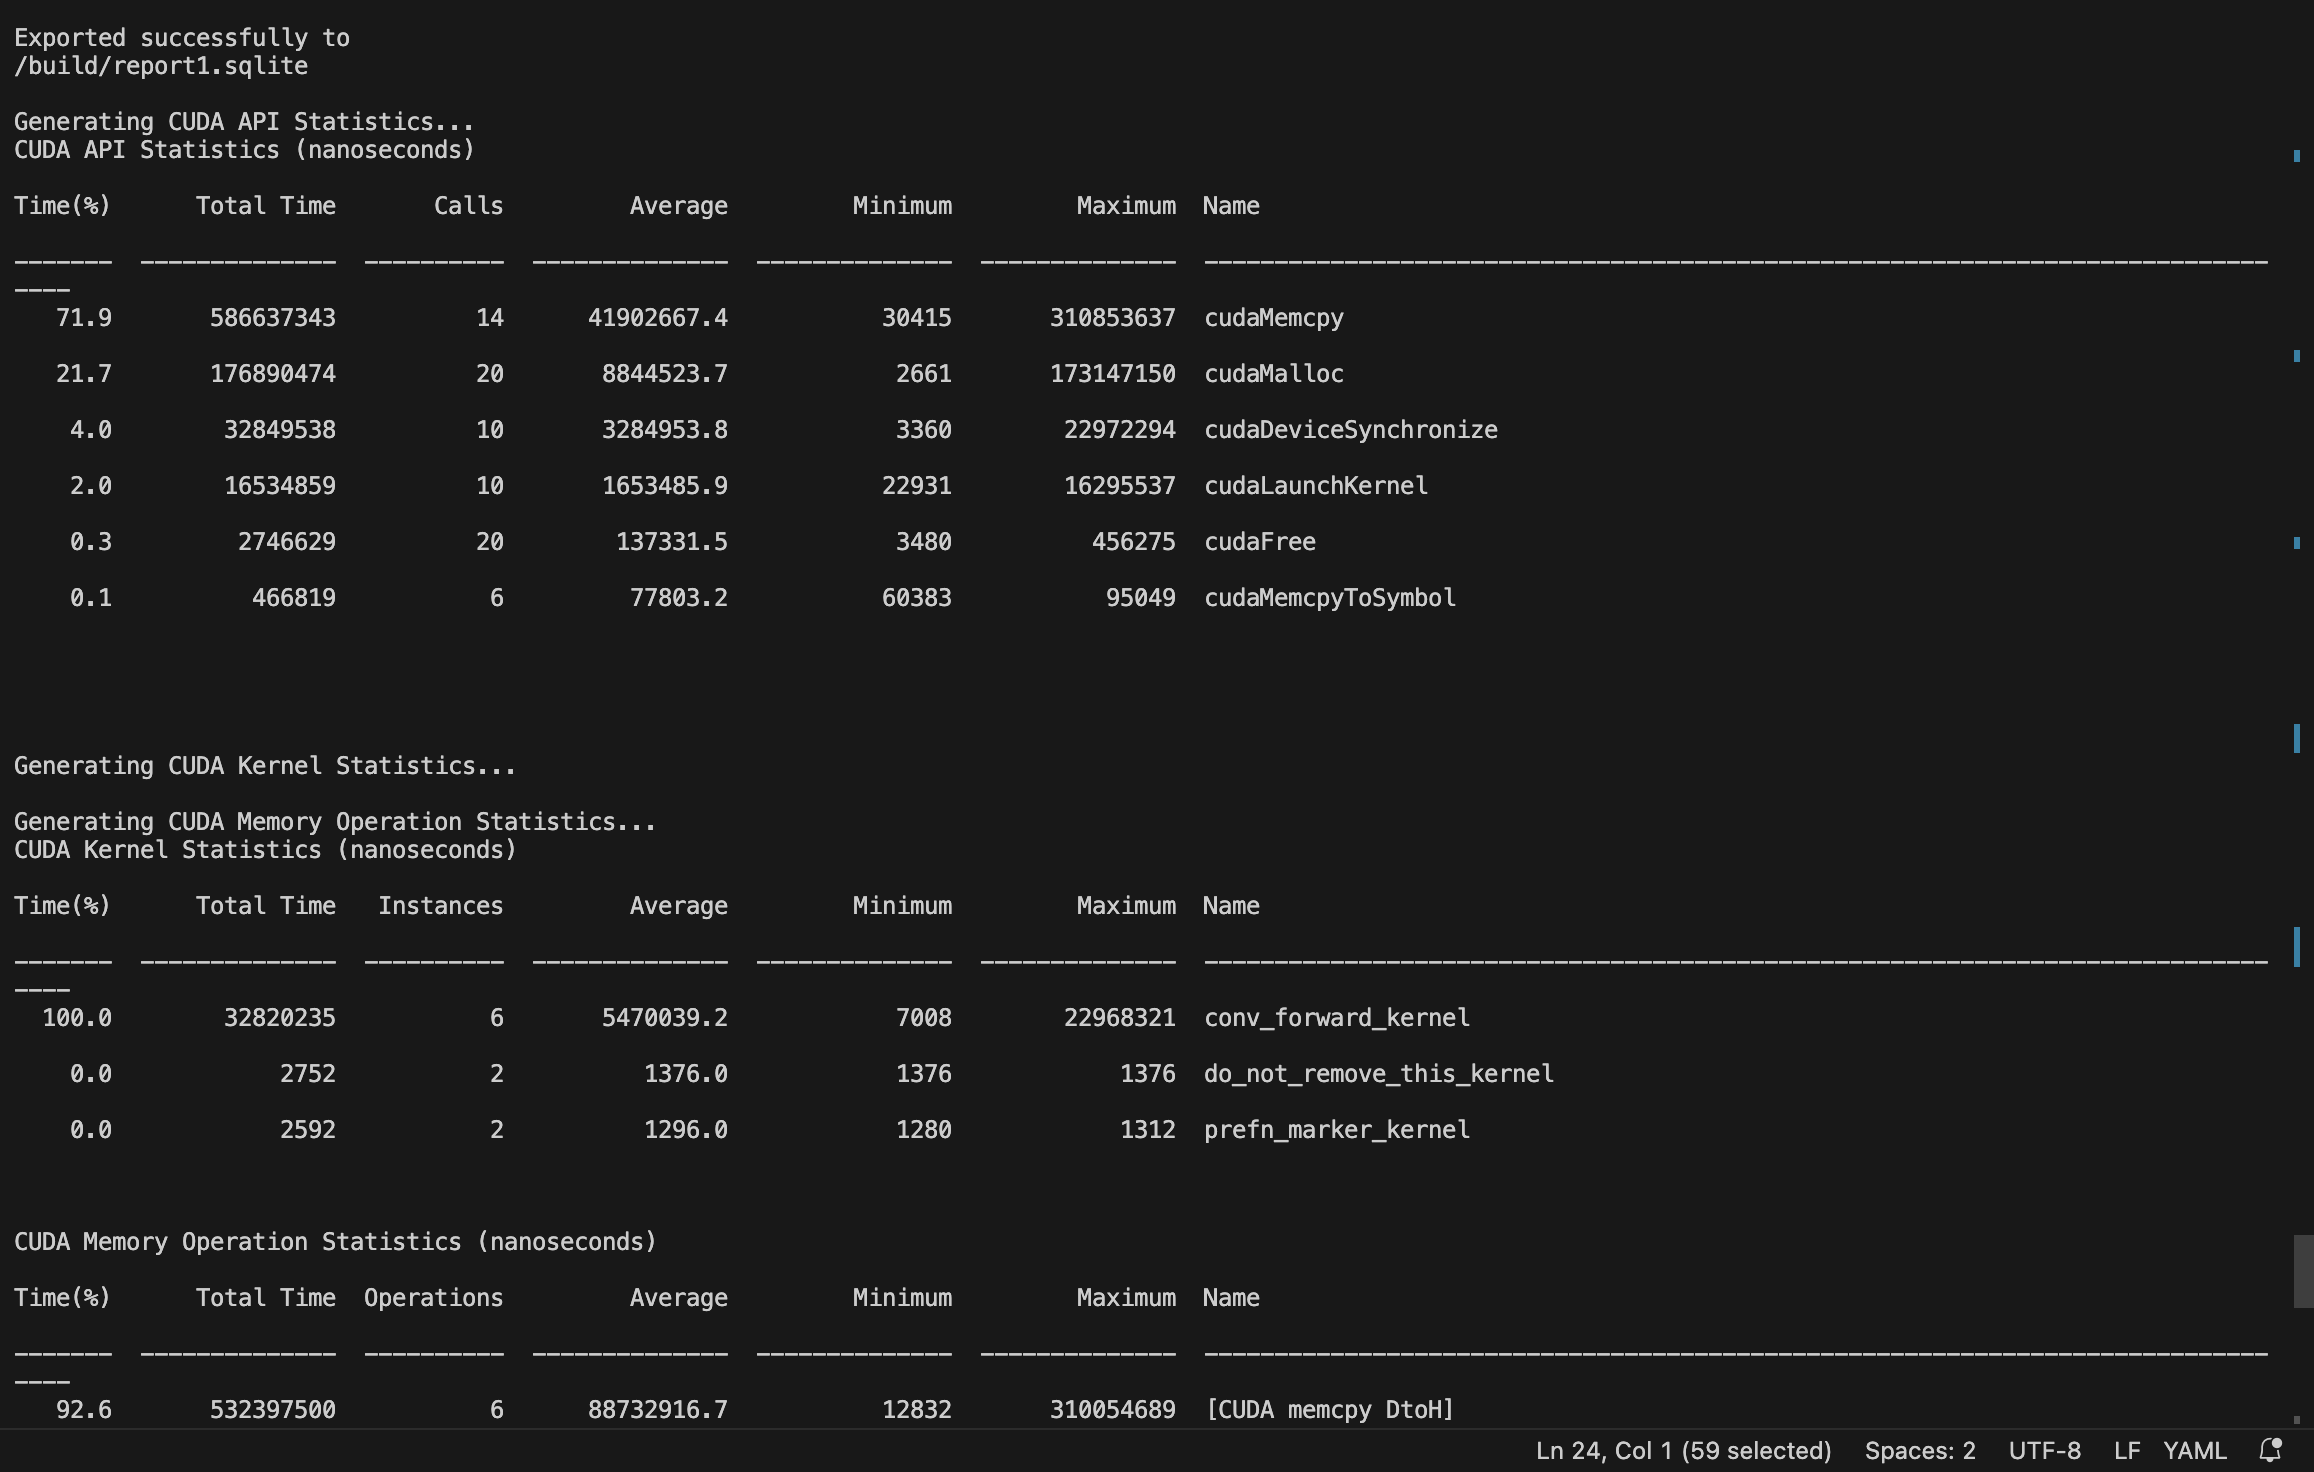 Exported successfully to
/build/report1.sqlite
Generating CUDA API Statistics...
CUDA API Statistics (nanoseconds)
Time(%)      Total Time       Calls         Average         Minimum         Maximum  Name
-------  --------------  ----------  --------------  --------------  --------------  ----------------------------------------------------------------------------
----
   71.9       586637343          14      41902667.4           30415       310853637  cudaMemcpy
   21.7       176890474          20       8844523.7            2661       173147150  cudaMalloc
    4.0        32849538          10       3284953.8            3360        22972294  cudaDeviceSynchronize
    2.0        16534859          10       1653485.9           22931        16295537  cudaLaunchKernel
    0.3         2746629          20        137331.5            3480          456275  cudaFree
    0.1          466819           6         77803.2           60383           95049  cudaMemcpyToSymbol
Generating CUDA Kernel Statistics...
Generating CUDA Memory Operation Statistics...
CUDA Kernel Statistics (nanoseconds)
Time(%)      Total Time   Instances         Average         Minimum         Maximum  Name
-------  --------------  ----------  --------------  --------------  --------------  ----------------------------------------------------------------------------
----
  100.0        32820235           6       5470039.2            7008        22968321  conv_forward_kernel
    0.0            2752           2          1376.0            1376            1376  do_not_remove_this_kernel
    0.0            2592           2          1296.0            1280            1312  prefn_marker_kernel
CUDA Memory Operation Statistics (nanoseconds)
Time(%)      Total Time  Operations         Average         Minimum         Maximum  Name
-------  --------------  ----------  --------------  --------------  --------------  ----------------------------------------------------------------------------
----
   92.6       532397500           6      88732916.7           12832       310054689  [CUDA memcpy DtoH]
Ln 24, Col 1 (59 selected)  Spaces: 2  UTF-8  LF  YAML